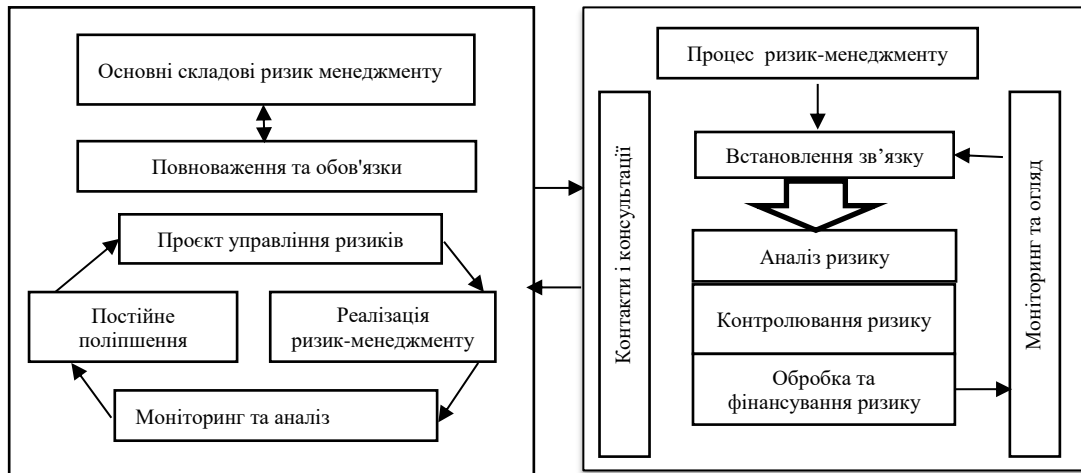 Основні складові ризик менеджменту
Повноваження та обов'язки
Проєкт управління ризиків
Постійне
поліпшення
Реалізація
ризик-менеджменту
Моніторинг та аналіз
Процес ризик-менеджменту
Контакти і консультації
Встановлення зв’язку
Аналіз ризику
Контролювання ризику
Обробка та
фінансування ризику
Моніторинг та огляд